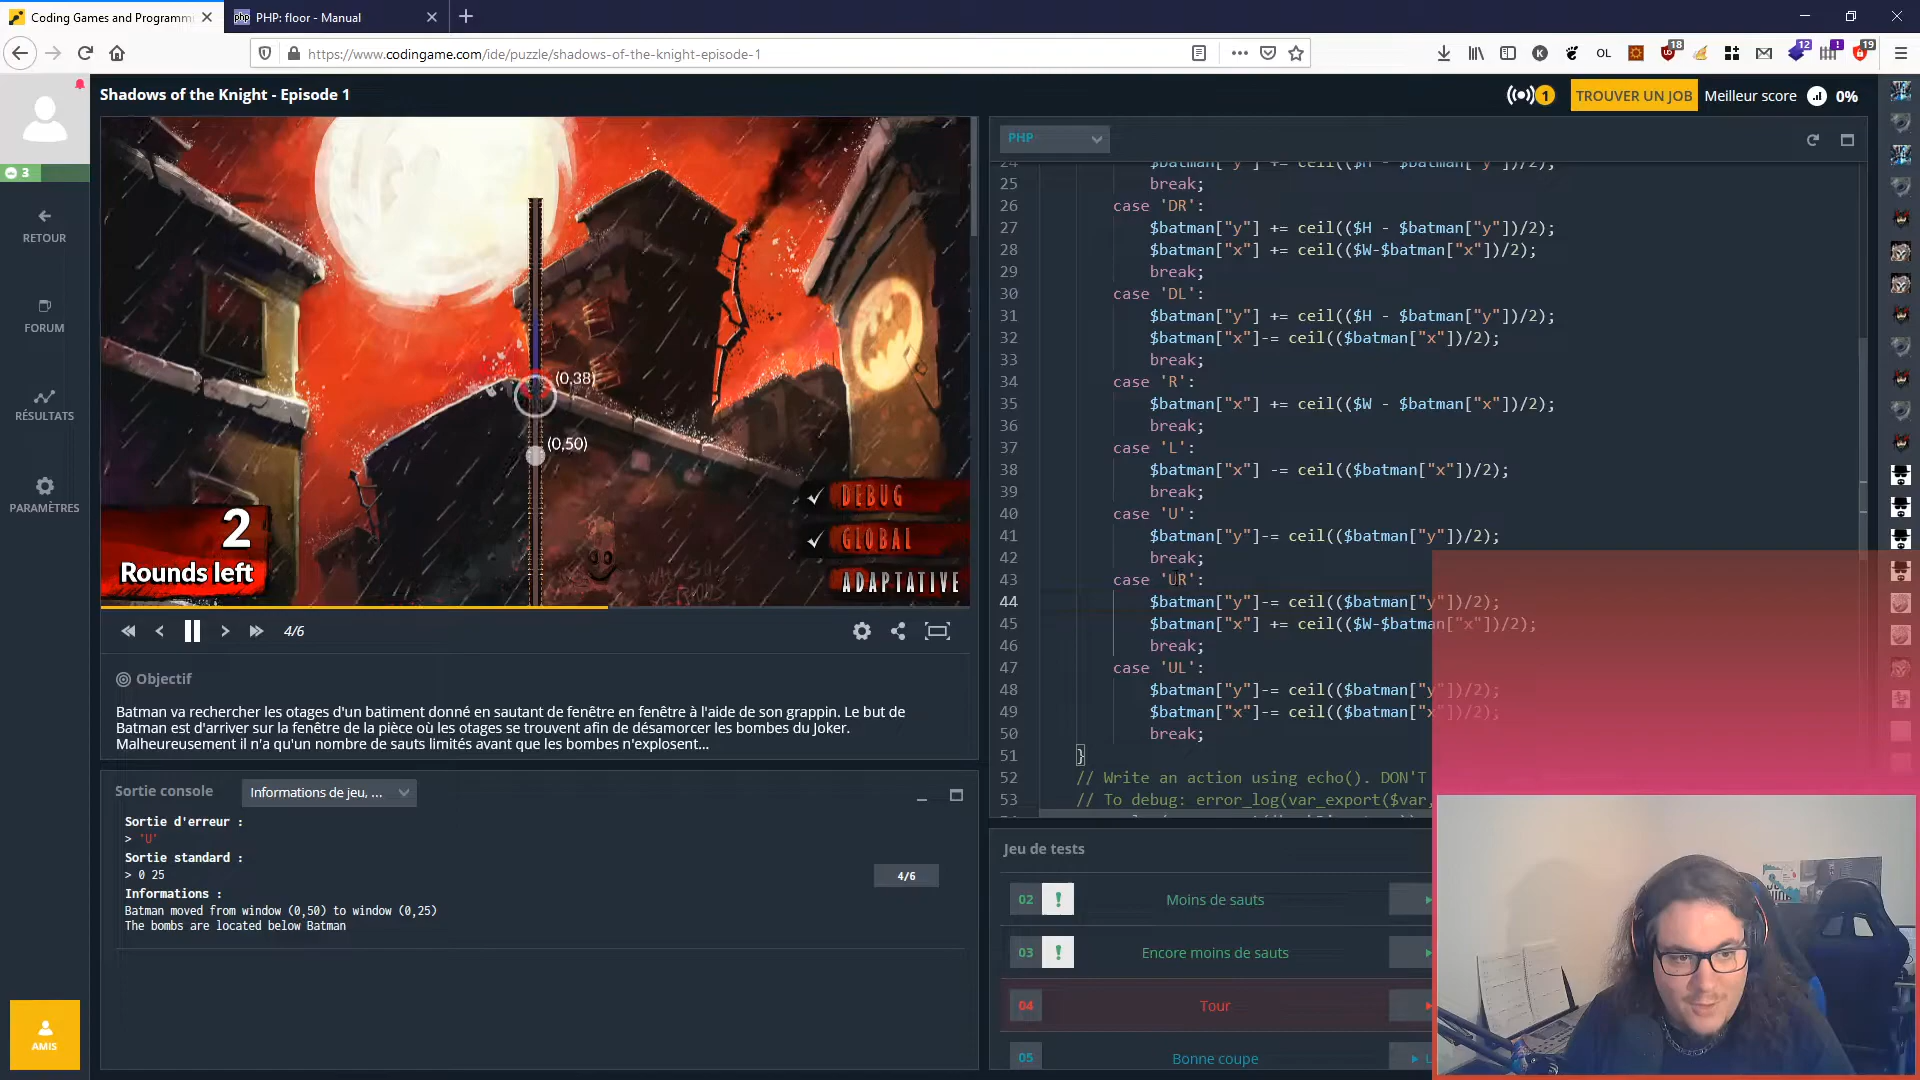 Coding Games and Programm
PHP: floor - Manual
https://www.codingame.com/ide/puzzle/shadows-of-the-knight-episode-1
OL
18
12
!
19
Shadows of the Knight - Episode 1
1
TROUVER UN JOB
Meilleur score
0%
3
RETOUR
FORUM
RÉSULTATS
PARAMÈTRES
AMIS
(0,38)
(0,50)
2
Rounds left
DEBUG
GLOBAL
ADAPTATIVE
4/6
Objectif
Batman va rechercher les otages d'un batiment donné en sautant de fenêtre en fenêtre à l'aide de son grappin. Le but de
Batman est d'arriver sur la fenêtre de la pièce où les otages se trouvent afin de désamorcer les bombes du Joker.
Malheureusement il n'a qu'un nombre de sauts limités avant que les bombes n'explosent...
Sortie console
Informations de jeu, ...
Sortie d'erreur :
> 'U'
Sortie standard :
> 0 25
4/6
Informations :
Batman moved from window (0,50) to window (0,25)
The bombs are located below Batman
PHP
24 $batman["y"] += ceil(($H - $batman["y"])/2);
25 break;
26 case 'DR':
27 $batman["y"] += ceil(($H - $batman["y"])/2);
28 $batman["x"] += ceil(($W-$batman["x"])/2);
29 break;
30 case 'DL':
31 $batman["y"] += ceil(($H - $batman["y"])/2);
32 $batman["x"]-= ceil(($batman["x"])/2);
33 break;
34 case 'R':
35 $batman["x"] += ceil(($W - $batman["x"])/2);
36 break;
37 case 'L':
38 $batman["x"] -= ceil(($batman["x"])/2);
39 break;
40 case 'U':
41 $batman["y"]-= ceil(($batman["y"])/2);
42 break;
43 case 'UR':
44 $batman["y"]-= ceil(($batman["y"])/2);
45 $batman["x"] += ceil(($W-$batman["x"])/2);
46 break;
47 case 'UL':
48 $batman["y"]-= ceil(($batman["y"])/2);
49 $batman["x"]-= ceil(($batman["x"])/2);
50 break;
51 }
52 // Write an action using echo(). DON'T
53 // To debug: error_log(var_export($var,
Jeu de tests
02 ! Moins de sauts
03 ! Encore moins de sauts
04 Tour
05 Bonne coupe